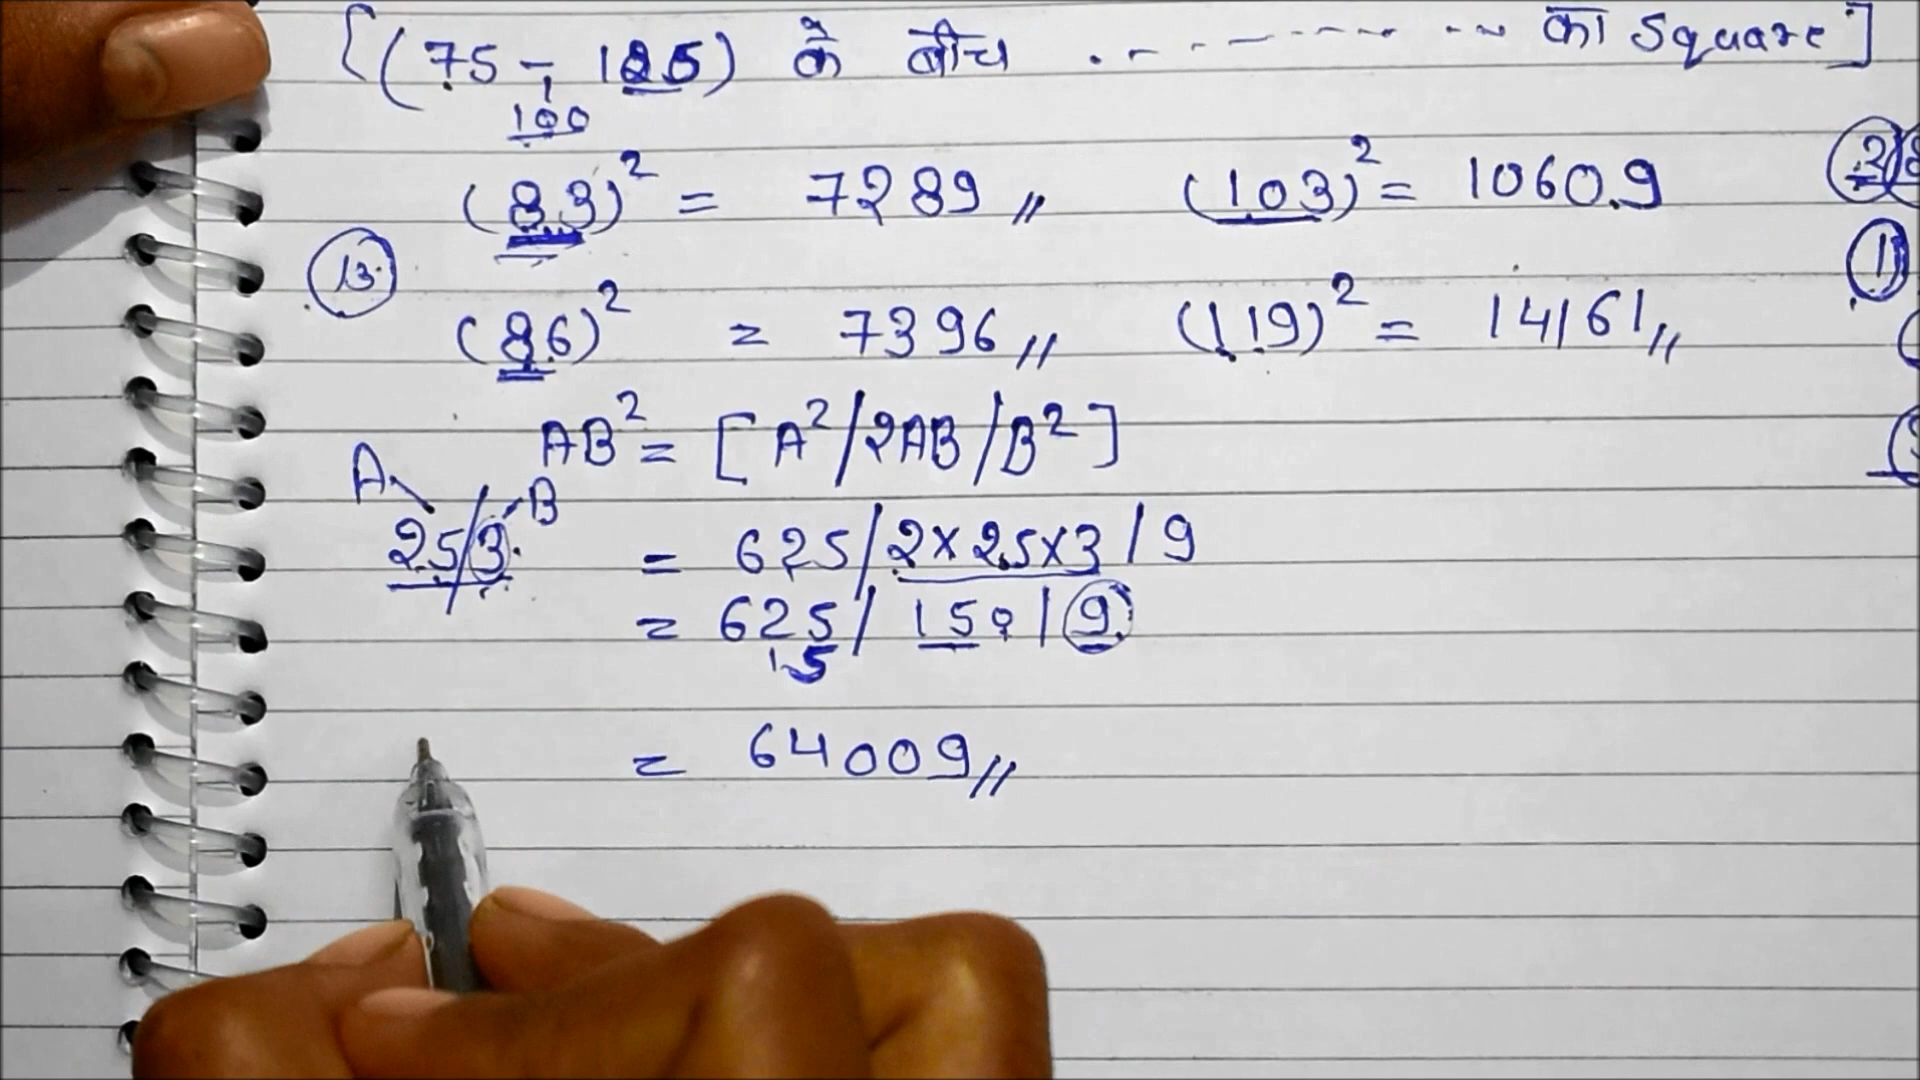 [(75 - 125) के बीच . - - - - - - - - का Square]
100
(83)² = 7289 ,, (103)² = 10609
13
(86)² = 7396 ,, (119)² = 14161 ,,
AB² = [A²/2AB/B²]
A B
25/3 = 625/2×25×3/9
= 625/150/9
15
= 64009 ,,